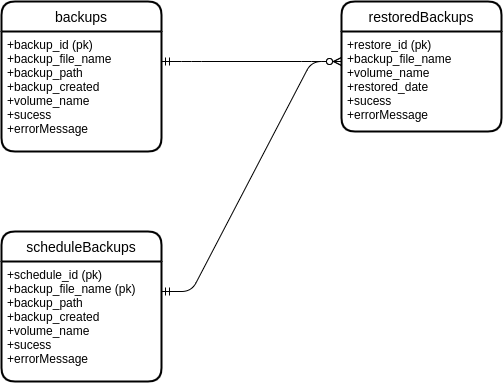 backups
+backup_id (pk)
+backup_file_name
+backup_path
+backup_created
+volume_name
+sucess
+errorMessage
restoredBackups
+restore_id (pk)
+backup_file_name
+volume_name
+restored_date
+sucess
+errorMessage
scheduleBackups
+schedule_id (pk)
+backup_file_name (pk)
+backup_path
+backup_created
+volume_name
+sucess
+errorMessage